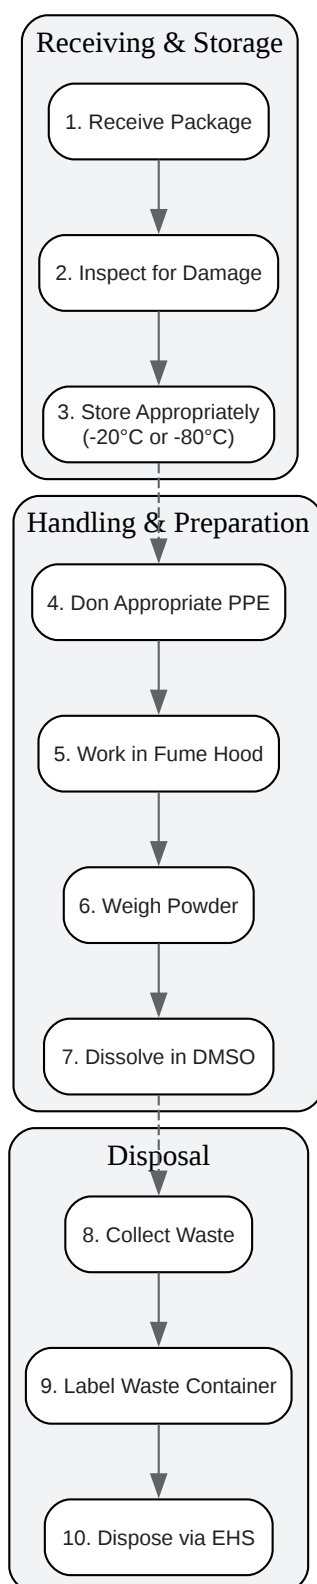 Receiving & Storage
1. Receive Package
2. Inspect for Damage
3. Store Appropriately
(-20°C or -80°C)
Handling & Preparation
4. Don Appropriate PPE
5. Work in Fume Hood
6. Weigh Powder
7. Dissolve in DMSO
Disposal
8. Collect Waste
9. Label Waste Container
10. Dispose via EHS